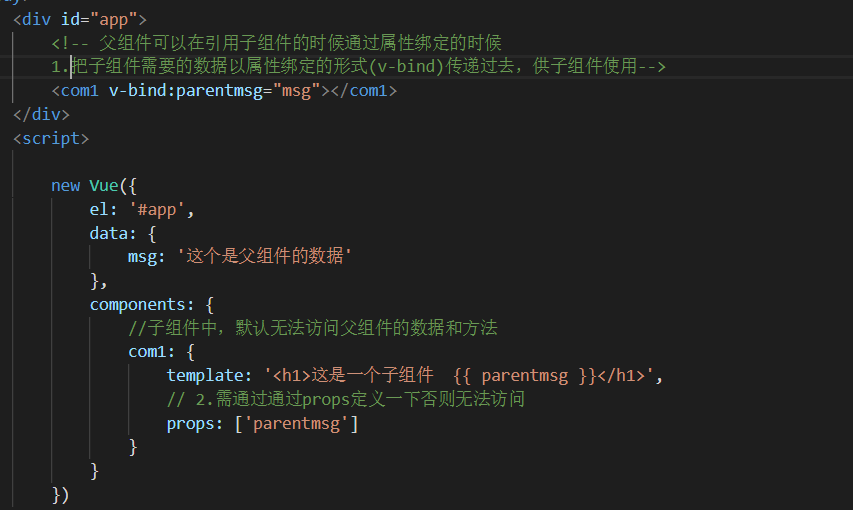 <div id="app">
<!-- 父组件可以在引用子组件的时候通过属性绑定的时候
1.把子组件需要的数据以属性绑定的形式(v-bind)传递过去，供子组件使用-->
<com1 v-bind:parentmsg="msg"></com1>
</div>
<script>
new Vue({
el: '#app',
data: {
msg: '这个是父组件的数据'
},
components: {
//子组件中，默认无法访问父组件的数据和方法
com1: {
template: '<h1>这是一个子组件  {{ parentmsg }}</h1>',
// 2.需通过通过props定义一下否则无法访问
props: ['parentmsg']
}
}
})